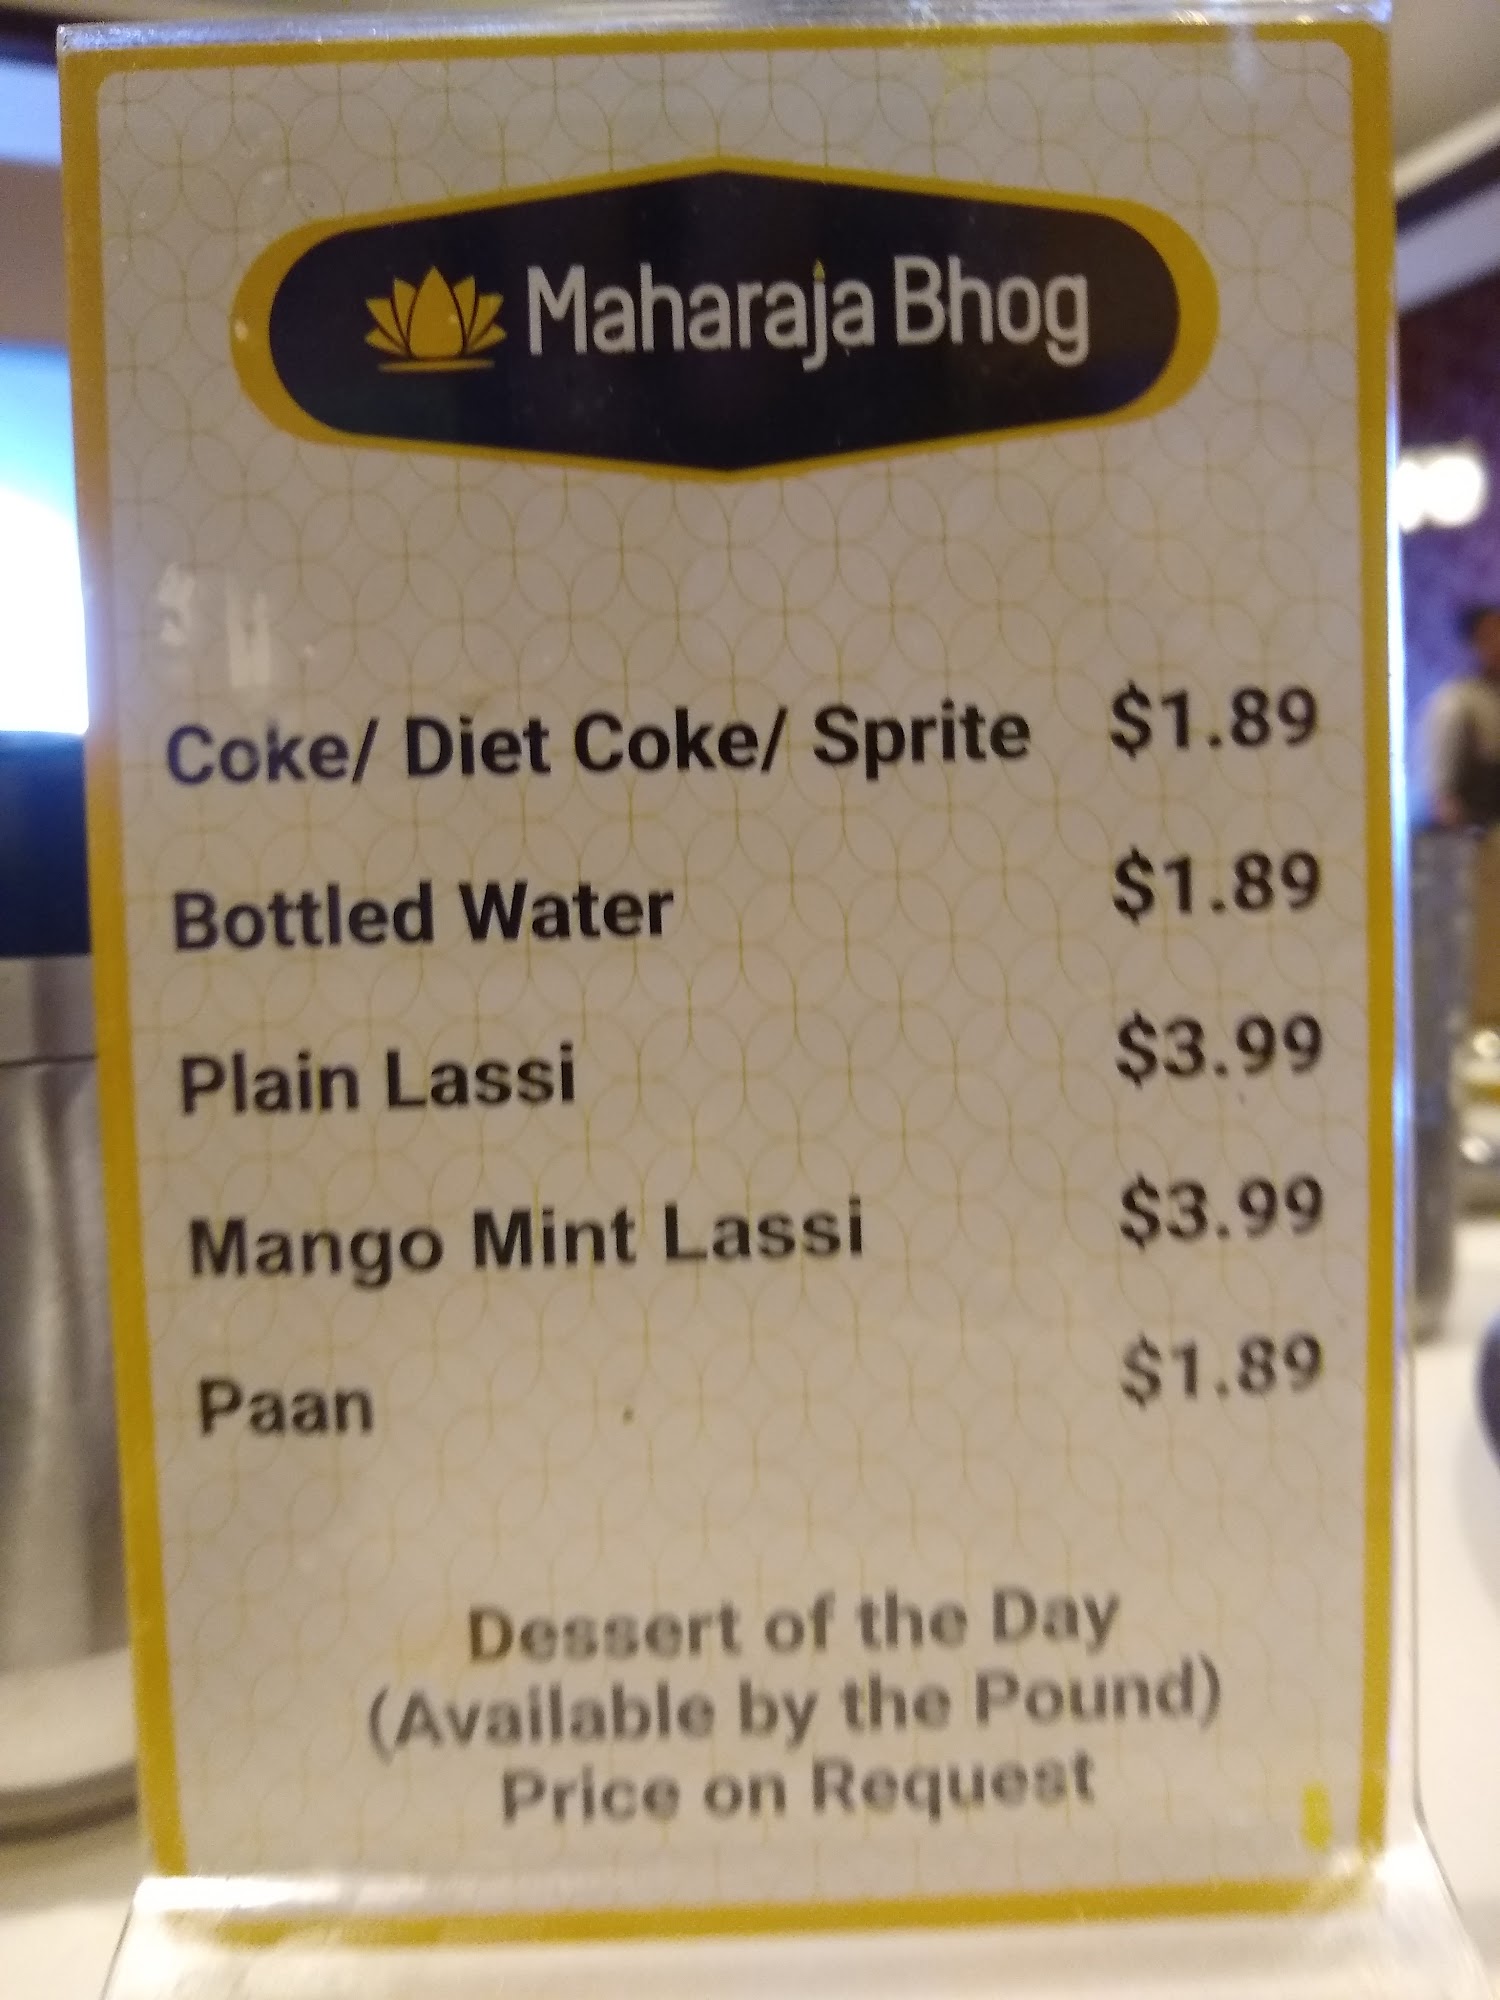 Maharaja Bhog
Coke/ Diet Coke/ Sprite $1.89
Bottled Water $1.89
Plain Lassi $3.99
Mango Mint Lassi $3.99
Paan $1.89
Dessert of the Day
(Available by the Pound)
Price on Request